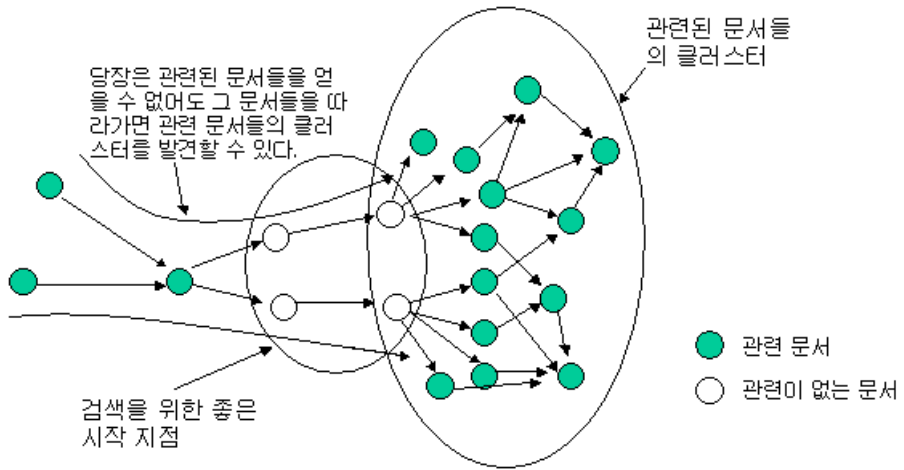 관련된 문서들
의 클러스터
당장은 관련된 문서들을 얻
을 수 없어도 그 문서들을 따
라가면 관련 문서들의 클러
스터를 발견할 수 있다.
관련 문서
관련이 없는 문서
검색을 위한 좋은
시작 지점